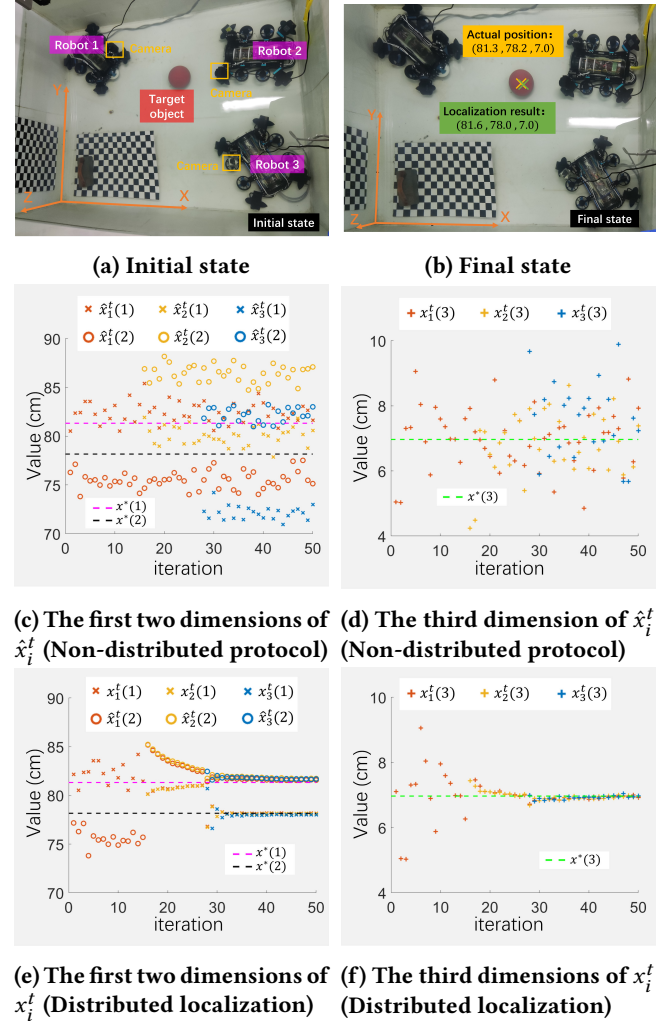 Robot 1
Camera
Robot 2
Camera
Target
object
Y
Camera
Robot 3
X
Z
Initial state
Actual position:
(81.3 , 78.2, 7.0)
Localization result:
(81.6 , 78.0 , 7.0)
Y
X
Z
Final state
(a) Initial state
(b) Final state
x̂₁ᵗ(1) x̂₂ᵗ(1) x̂₃ᵗ(1)
x̂₁ᵗ(2) x̂₂ᵗ(2) x̂₃ᵗ(2)
90
85
80
75
70
Value (cm)
x*(1)
x*(2)
0 10 20 30 40 50
iteration
x₁ᵗ(3) x₂ᵗ(3) x₃ᵗ(3)
10
8
6
4
Value (cm)
x*(3)
0 10 20 30 40 50
iteration
(c) The first two dimensions of
x̂ᵢᵗ (Non-distributed protocol)
(d) The third dimension of x̂ᵢᵗ
(Non-distributed protocol)
x₁ᵗ(1) x₂ᵗ(1) x₃ᵗ(1)
x̂₁ᵗ(2) x̂₂ᵗ(2) x̂₃ᵗ(2)
90
85
80
75
70
Value (cm)
x*(1)
x*(2)
0 10 20 30 40 50
iteration
x₁ᵗ(3) x₂ᵗ(3) x₃ᵗ(3)
10
8
6
4
Value (cm)
x*(3)
0 10 20 30 40 50
iteration
(e) The first two dimensions of
xᵢᵗ (Distributed localization)
(f) The third dimensions of xᵢᵗ
(Distributed localization)